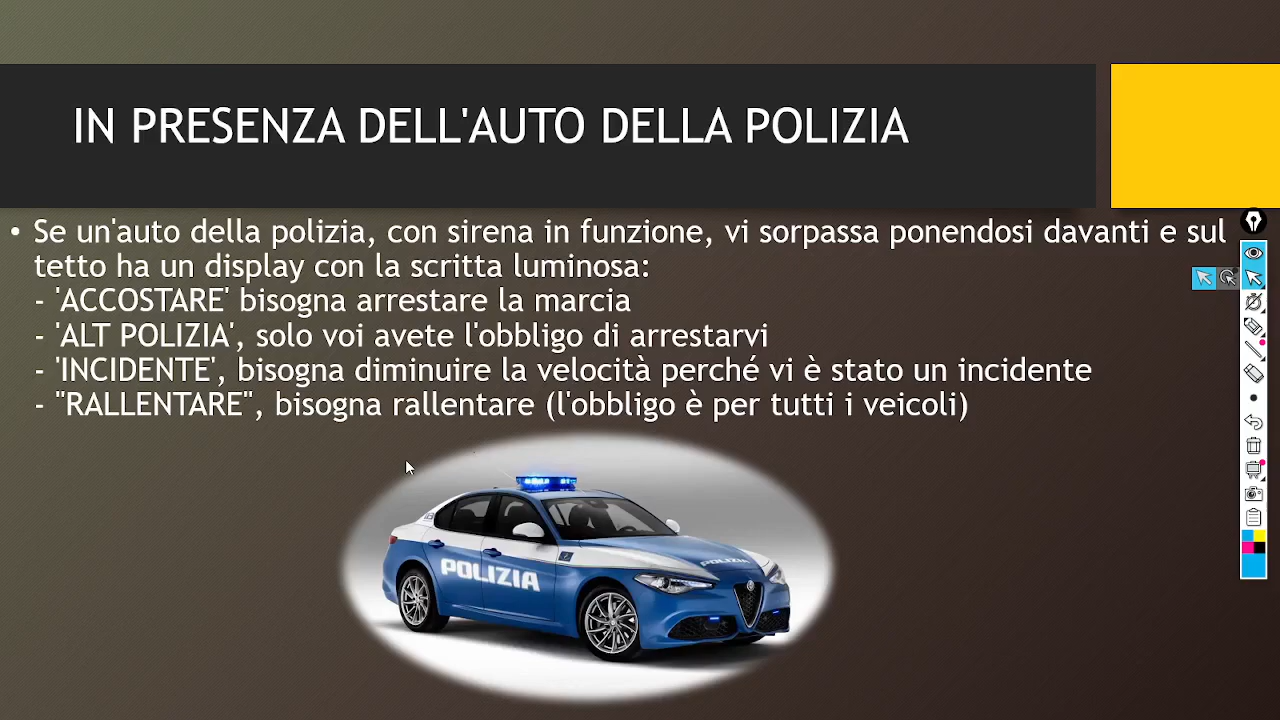 IN PRESENZA DELL'AUTO DELLA POLIZIA
• Se un'auto della polizia, con sirena in funzione, vi sorpassa ponendosi davanti e sul
tetto ha un display con la scritta luminosa:
- 'ACCOSTARE' bisogna arrestare la marcia
- 'ALT POLIZIA', solo voi avete l'obbligo di arrestarvi
- 'INCIDENTE', bisogna diminuire la velocità perché vi è stato un incidente
- "RALLENTARE", bisogna rallentare (l'obbligo è per tutti i veicoli)
POLIZIA
POLIZIA